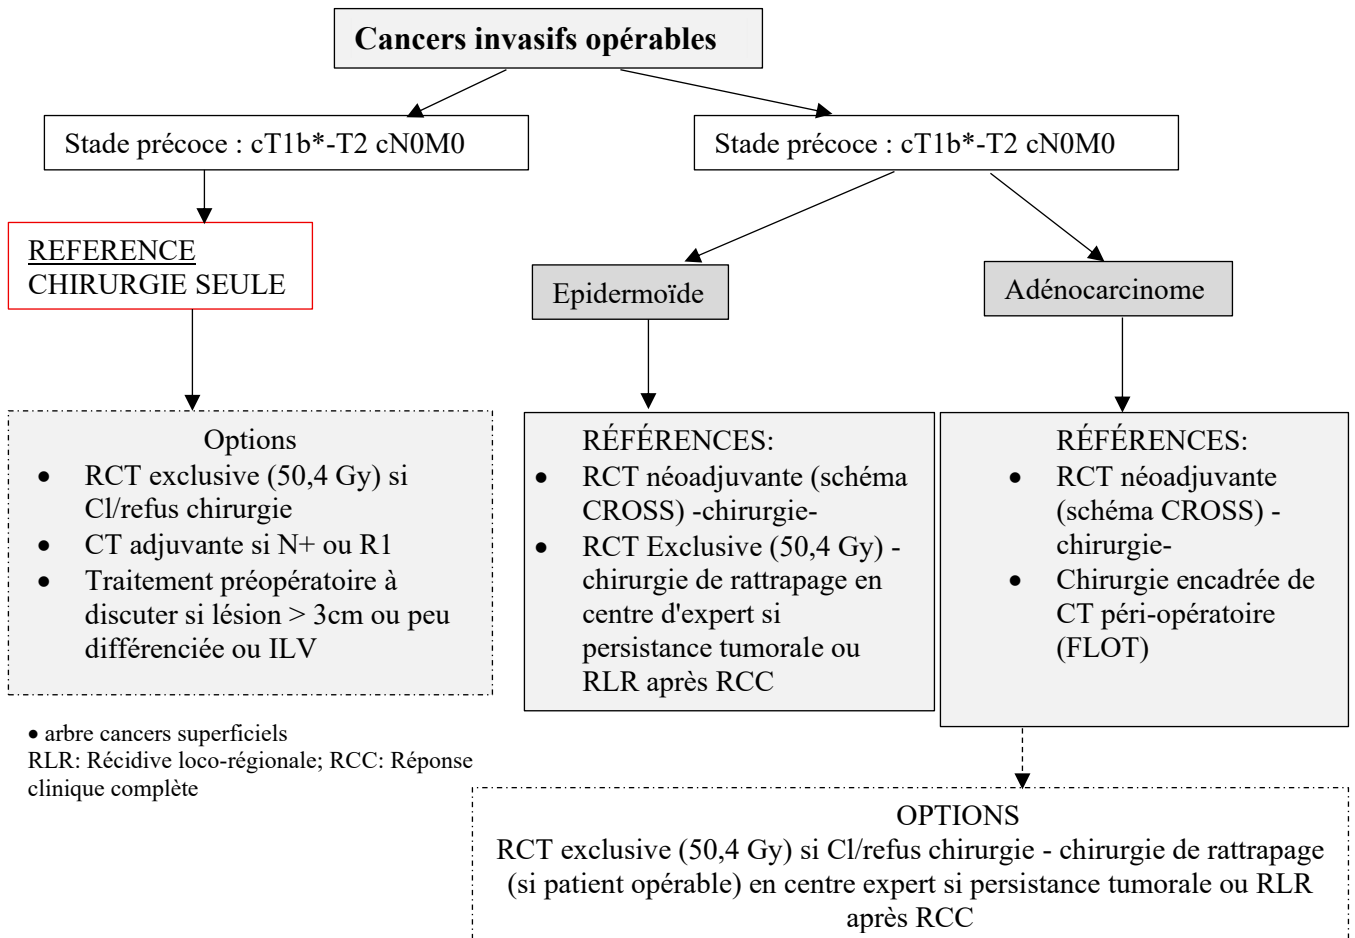 Cancers invasifs opérables
Stade précoce : cT1b*-T2 cN0M0
Stade précoce : cT1b*-T2 cN0M0
REFERENCE
CHIRURGIE SEULE
Epidermoïde
Adénocarcinome
Options
• RCT exclusive (50,4 Gy) si
Cl/refus chirurgie
• CT adjuvante si N+ ou R1
• Traitement préopératoire à
discuter si lésion > 3cm ou peu
différenciée ou ILV
RÉFÉRENCES:
• RCT néoadjuvante (schéma
CROSS) -chirurgie-
• RCT Exclusive (50,4 Gy) -
chirurgie de rattrapage en
centre d'expert si
persistance tumorale ou
RLR après RCC
RÉFÉRENCES:
• RCT néoadjuvante
(schéma CROSS) -
chirurgie-
• Chirurgie encadrée de
CT péri-opératoire
(FLOT)
• arbre cancers superficiels
RLR: Récidive loco-régionale; RCC: Réponse
clinique complète
OPTIONS
RCT exclusive (50,4 Gy) si Cl/refus chirurgie - chirurgie de rattrapage
(si patient opérable) en centre expert si persistance tumorale ou RLR
après RCC